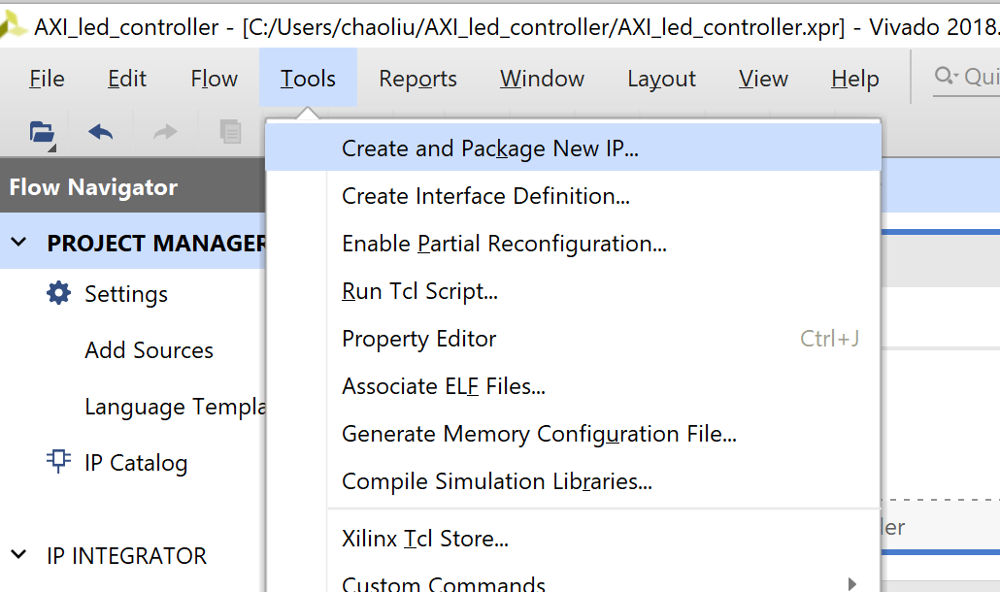 AXI_led_controller - [C:/Users/chaoliu/AXI_led_controller/AXI_led_controller.xpr] - Vivado 2018.
File Edit Flow Tools Reports Window Layout View Help Qui
Flow Navigator
PROJECT MANAGER
Settings
Add Sources
Language Templa
IP Catalog
IP INTEGRATOR
Create and Package New IP...
Create Interface Definition...
Enable Partial Reconfiguration...
Run Tcl Script...
Property Editor Ctrl+J
Associate ELF Files...
Generate Memory Configuration File...
Compile Simulation Libraries...
Xilinx Tcl Store...
Custom Commands
ler